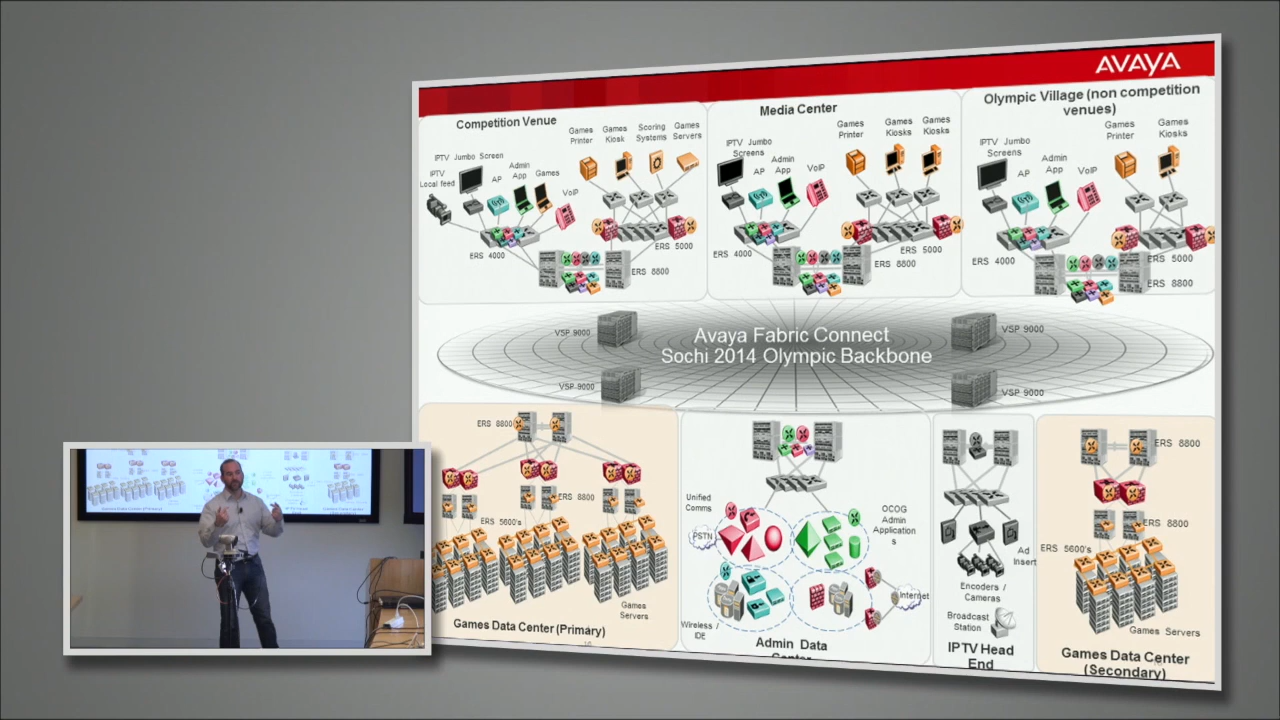 AVAYA
Competition Venue
Games
Printer
Games
Kiosk
Scoring
Systems
Games
Servers
IPTV Jumbo Screen
IPTV
Local feed
AP
Admin
App
Games
VoIP
ERS 4000
ERS 5000
ERS 8800
Media Center
Games
Printer
Games
Kiosks
Games
Kiosks
IPTV Jumbo
Screens
AP
Admin
App
VoIP
ERS 4000
ERS 5000
ERS 8800
Olympic Village (non competition
venues)
Games
Printer
Games
Kiosks
IPTV Jumbo
Screens
AP
Admin
App
VoIP
ERS 4000
ERS 5000
ERS 8800
VSP 9000
VSP 9000
Avaya Fabric Connect
Sochi 2014 Olympic Backbone
VSP 9000
VSP 9000
ERS 8800
ERS 8800
ERS 5600's
Games
Servers
Games Data Center (Primary)
Unified
Comms
PSTN
OCOG
Admin
Application
s
Wireless /
IDE
Internet
Admin Data
Center
Ad
Insert
Encoders /
Cameras
Broadcast
Station
IPTV Head
End
ERS 8800
ERS 8800
ERS 5600's
Games Servers
Games Data Center
(Secondary)